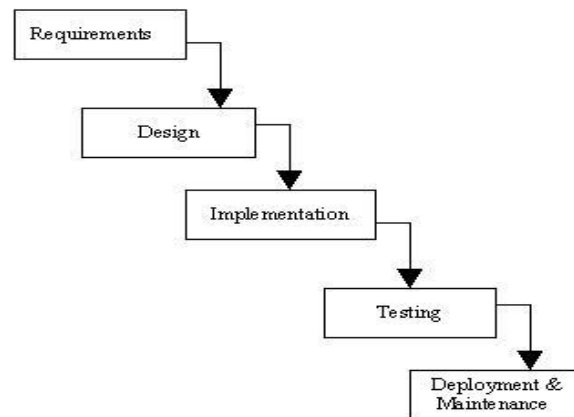 Requirements
Design
Implementation
Testing
Deployment &
Maintenance